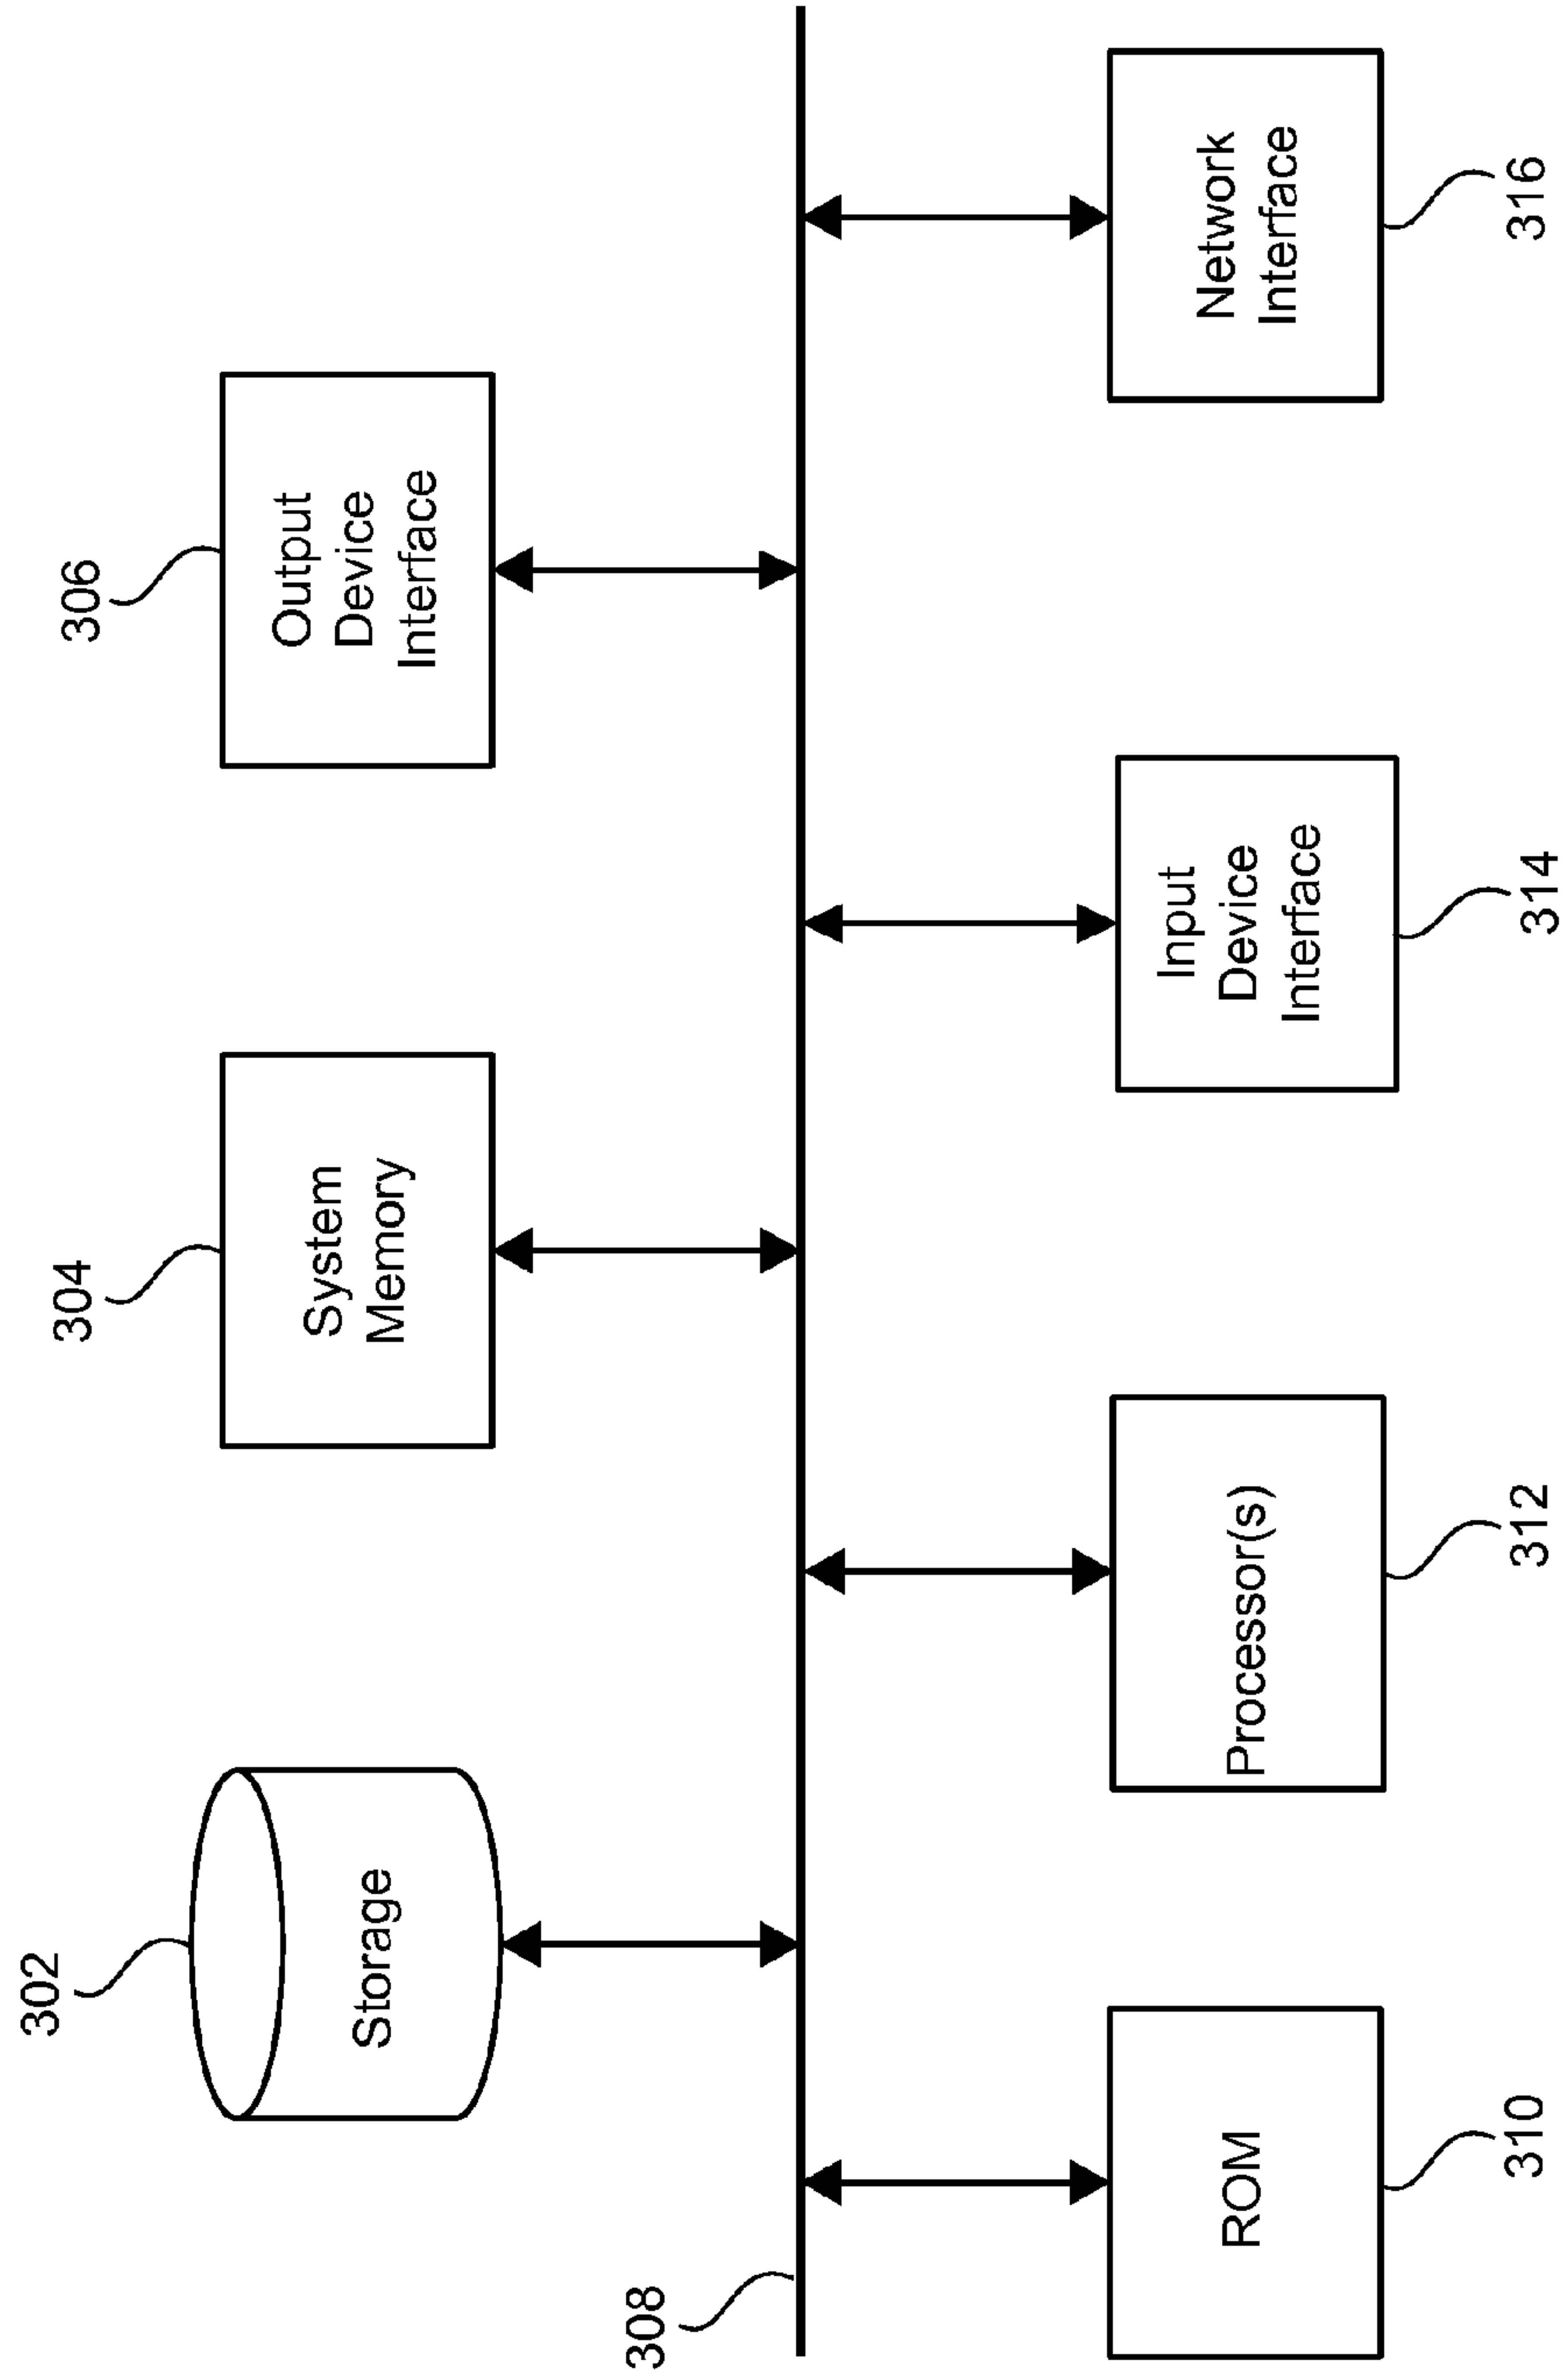 302
304
306
Storage
System
Memory
Output
Device
Interface
308
ROM
Processor(s)
Input
Device
Interface
Network
Interface
310
312
314
316